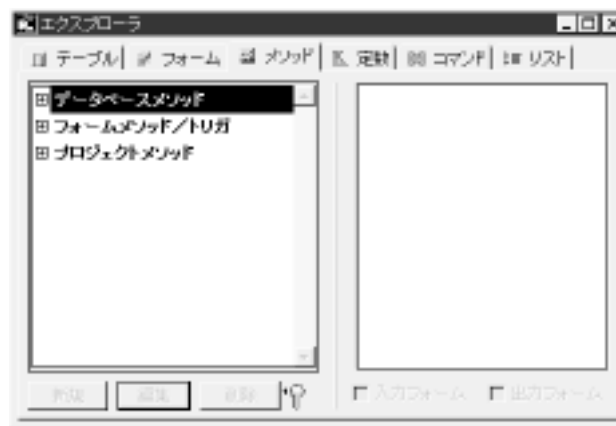 エクスプローラ
テーブル フォーム メソッド 定数 コマンド リスト
データベースメソッド
フォームメソッド/トリガ
プロジェクトメソッド
新規 編集 削除 入力フォーム 出力フォーム